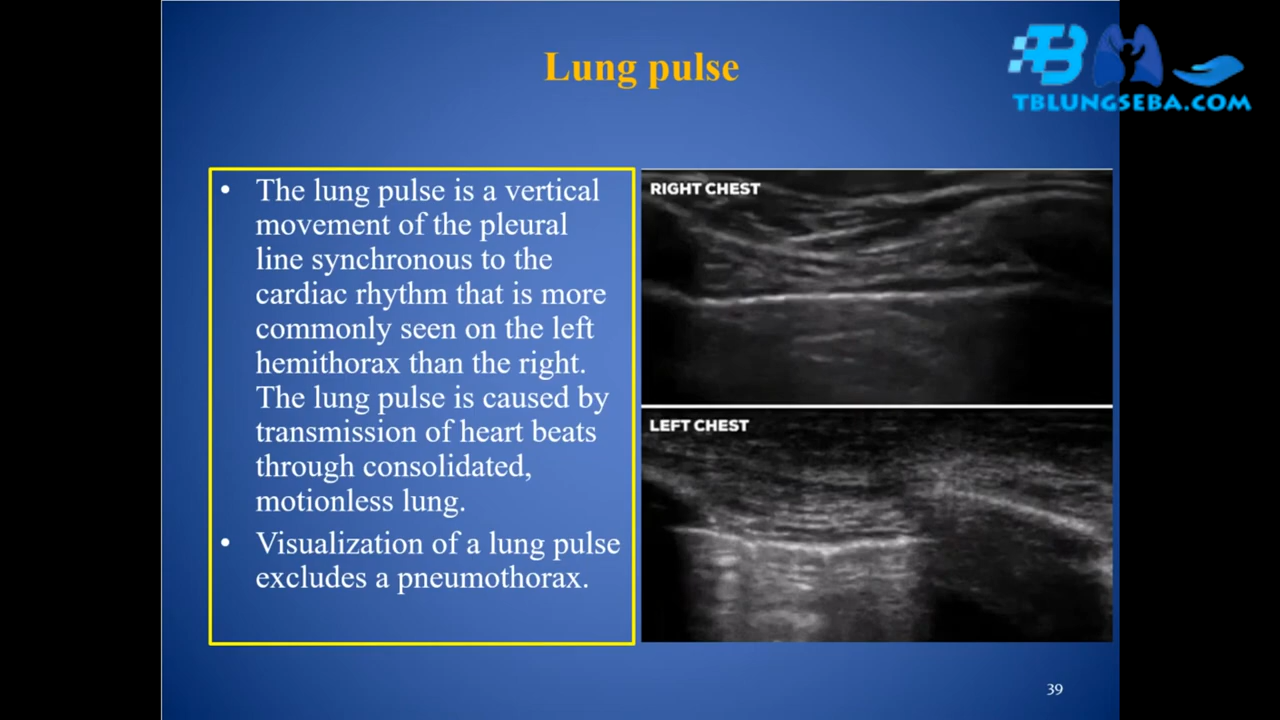 Lung pulse
TB
TBLUNGSEBA.COM
• The lung pulse is a vertical
movement of the pleural
line synchronous to the
cardiac rhythm that is more
commonly seen on the left
hemithorax than the right.
The lung pulse is caused by
transmission of heart beats
through consolidated,
motionless lung.
• Visualization of a lung pulse
excludes a pneumothorax.
RIGHT CHEST
LEFT CHEST
39